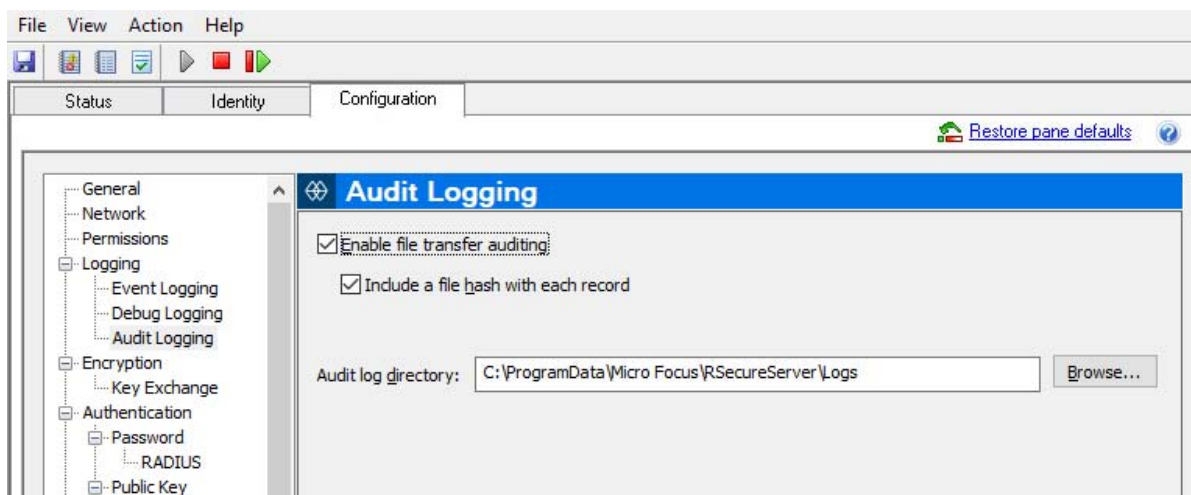 File View Action Help
Status Identity Configuration
Restore pane defaults
General
Network
Permissions
Logging
Event Logging
Debug Logging
Audit Logging
Encryption
Key Exchange
Authentication
Password
RADIUS
Public Key
Audit Logging
Enable file transfer auditing
Include a file hash with each record
Audit log directory: C:\ProgramData\Micro Focus\RSecureServer\Logs Browse...